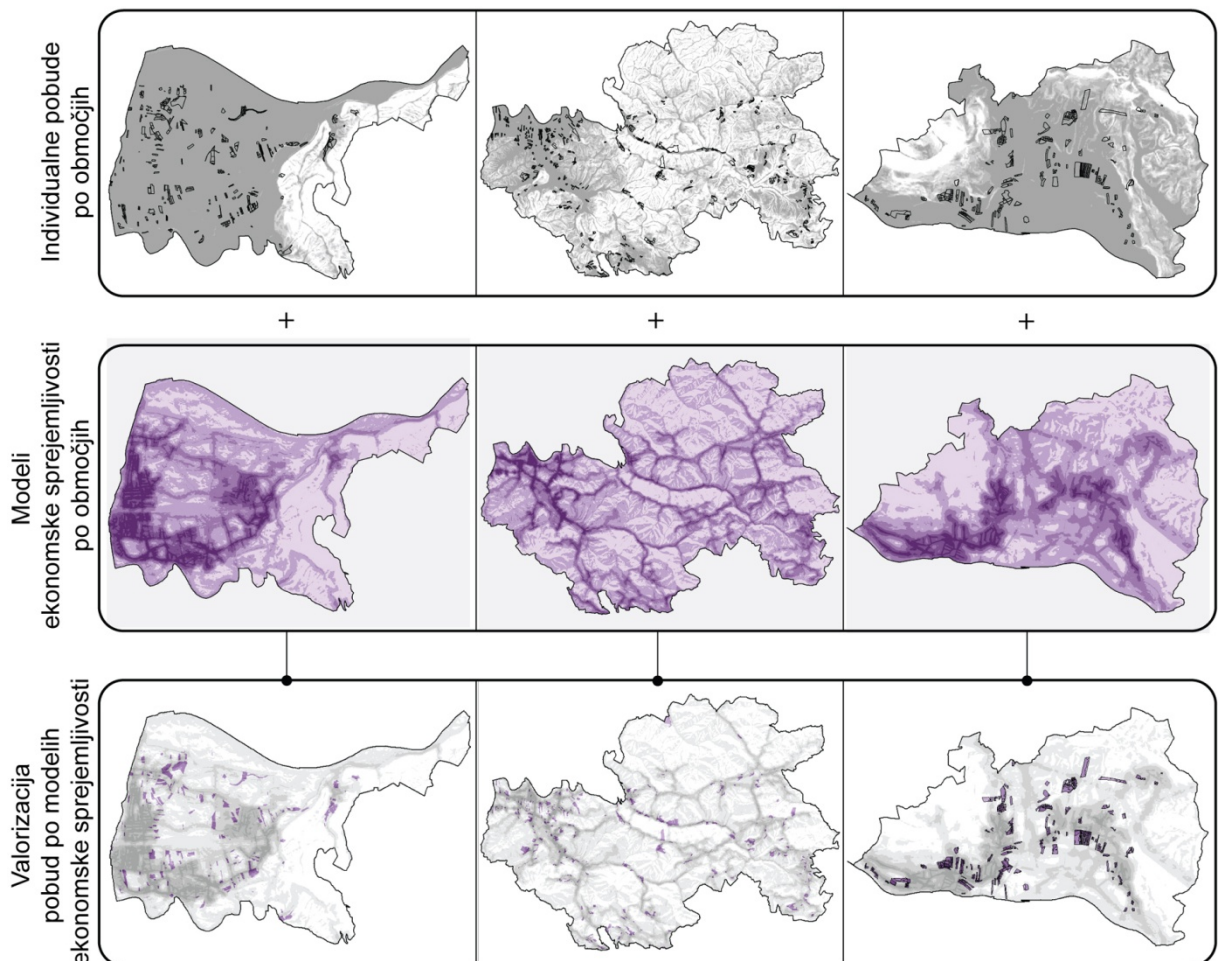 Individualne pobude
po območjih
+ + +
Modeli
ekonomske sprejemljivosti
po območjih
Valorizacija
pobud po modelih
ekonomske sprejemljivosti